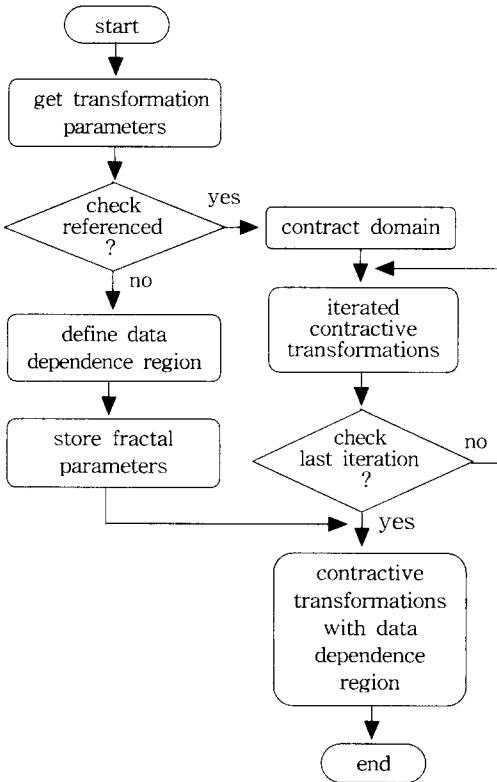 start
get transformation
parameters
check
referenced
?
yes
no
contract domain
define data
dependence region
iterated
contractive
transformations
store fractal
parameters
check
last iteration
?
no
yes
contractive
transformations
with data
dependence
region
end